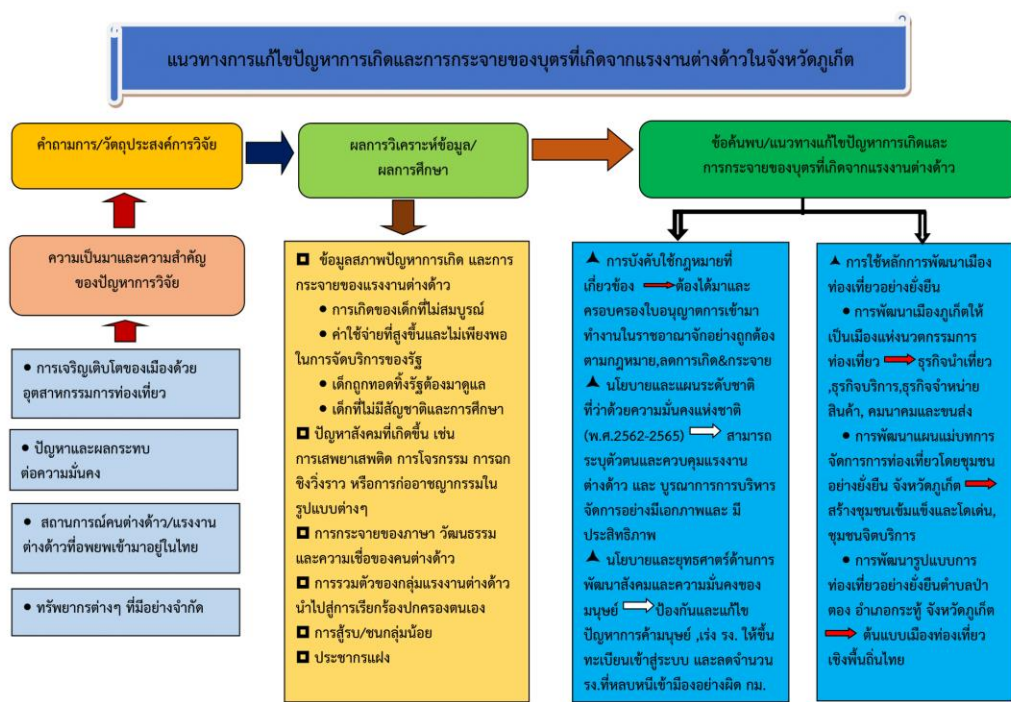 แนวทางการแก้ไขปัญหาการเกิดและการกระจายของบุตรที่เกิดจากแรงงานต่างด้าวในจังหวัดภูเก็ต
คำถามการ/วัตถุประสงค์การวิจัย
ผลการวิเคราะห์ข้อมูล/
ผลการศึกษา
ข้อค้นพบ/แนวทางแก้ไขปัญหาการเกิดและ
การกระจายของบุตรที่เกิดจากแรงงานต่างด้าว
ความเป็นมาและความสำคัญ
ของปัญหาการวิจัย
● การเจริญเติบโตของเมืองด้วย
อุตสาหกรรมการท่องเที่ยว
● ปัญหาและผลกระทบ
ต่อความมั่นคง
● สถานการณ์คนต่างด้าว/แรงงาน
ต่างด้าวที่อพยพเข้ามาอยู่ในไทย
● ทรัพยากรต่างๆ ที่มีอย่างจำกัด
ข้อมูลสภาพปัญหาการเกิด และการ
กระจายของแรงงานต่างด้าว
● การเกิดของเด็กที่ไม่สมบูรณ์
● ค่าใช้จ่ายที่สูงขึ้นและไม่เพียงพอ
ในการจัดบริการของรัฐ
● เด็กถูกทอดทิ้งรัฐต้องมาดูแล
● เด็กที่ไม่มีสัญชาติและการศึกษา
ปัญหาสังคมที่เกิดขึ้น เช่น
การเสพยาเสพติด การโจรกรรม การฉก
ชิงวิ่งราว หรือการก่ออาชญากรรมใน
รูปแบบต่างๆ
การกระจายของภาษา วัฒนธรรม
และความเชื่อของคนต่างด้าว
การรวมตัวของกลุ่มแรงงานต่างด้าว
นำไปสู่การเรียกร้องปกครองตนเอง
การสู้รบ/ชนกลุ่มน้อย
ประชากรแฝง
การบังคับใช้กฎหมายที่
เกี่ยวข้อง ต้องได้มาและ
ครอบครองใบอนุญาตการเข้ามา
ทำงานในราชอาณาจักรอย่างถูกต้อง
ตามกฎหมาย,ลดการเกิด&กระจาย
นโยบายและแผนระดับชาติ
ที่ว่าด้วยความมั่นคงแห่งชาติ
(พ.ศ.2562-2565) สามารถ
ระบุตัวตนและควบคุมแรงงาน
ต่างด้าว และ บูรณาการการบริหาร
จัดการอย่างมีเอกภาพและ มี
ประสิทธิภาพ
นโยบายและยุทธศาตร์ด้านการ
พัฒนาสังคมและความมั่นคงของ
มนุษย์ ป้องกันและแก้ไข
ปัญหาการค้ามนุษย์ ,เร่ง รง. ให้ขึ้น
ทะเบียนเข้าสู่ระบบ และลดจำนวน
รง.ที่หลบหนีเข้ามืองอย่างผิด กม.
การใช้หลักการพัฒนาเมือง
ท่องเที่ยวอย่างยั่งยืน
● การพัฒนาเมืองภูเก็ตให้
เป็นเมืองแห่งนวตกรรมการ
ท่องเที่ยว ธุรกิจนำเที่ยว
,ธุรกิจบริการ,ธุรกิจจำหน่าย
สินค้า, คมนาคมและขนส่ง
● การพัฒนาแผนแม่บทการ
จัดการการท่องเที่ยวโดยชุมชน
อย่างยั่งยืน จังหวัดภูเก็ต
สร้างชุมชนเข้มแข็งและโดเด่น,
ชุมชนจิตบริการ
● การพัฒนารูปแบบการ
ท่องเที่ยวอย่างยั่งยืนตำบลป่า
ตอง อำเภอกระทู้ จังหวัดภูเก็ต
ต้นแบบเมืองท่องเที่ยว
เชิงพื้นถิ่นไทย